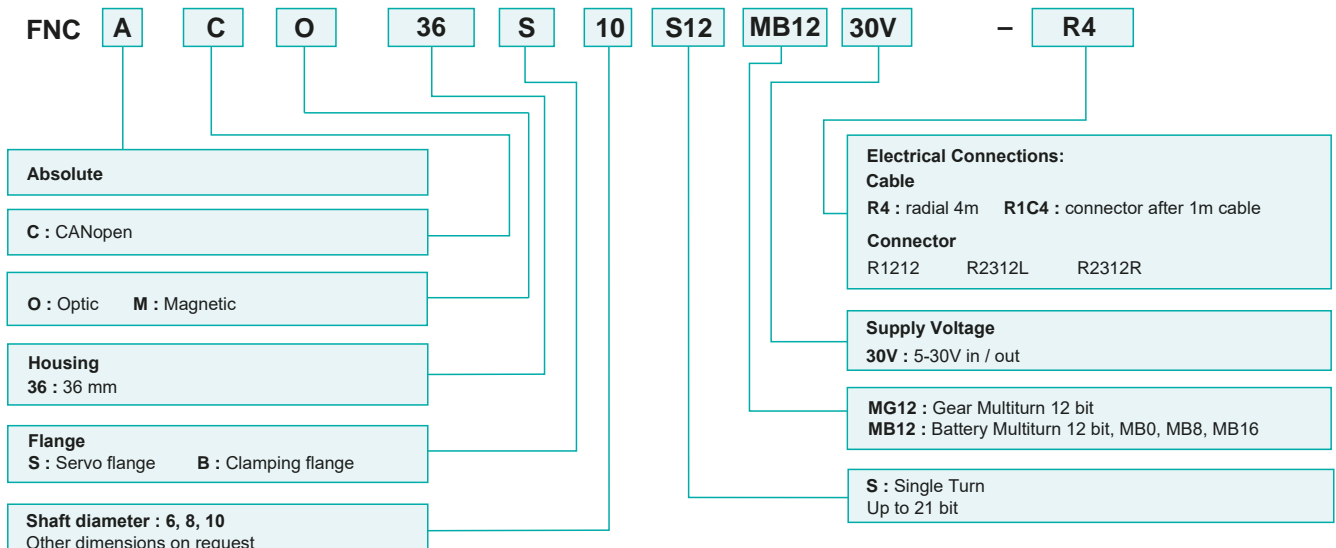 FNC A C O 36 S 10 S12 MB12 30V – R4
Absolute
C : CANopen
O : Optic M : Magnetic
Housing
36 : 36 mm
Flange
S : Servo flange B : Clamping flange
Shaft diameter : 6, 8, 10
Other dimensions on request
Electrical Connections:
Cable
R4 : radial 4m R1C4 : connector after 1m cable
Connector
R1212 R2312L R2312R
Supply Voltage
30V : 5-30V in / out
MG12 : Gear Multiturn 12 bit
MB12 : Battery Multiturn 12 bit, MB0, MB8, MB16
S : Single Turn
Up to 21 bit